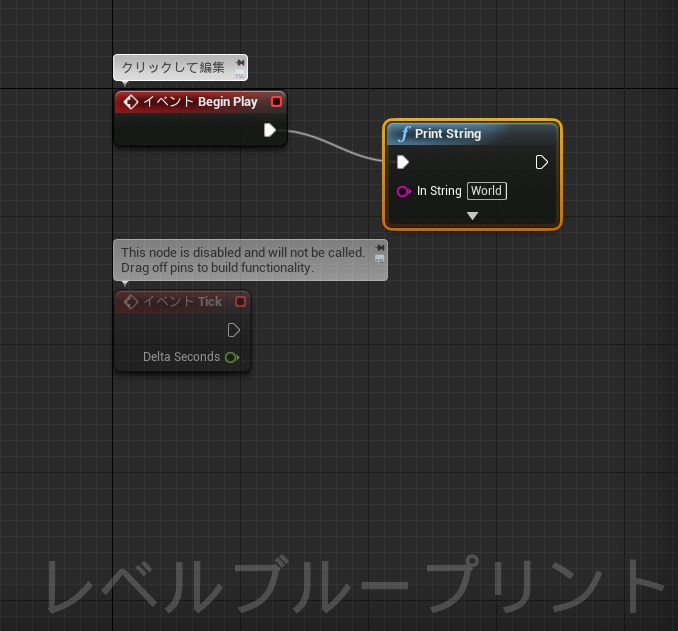 クリックして編集
イベント Begin Play
Print String
In String World
This node is disabled and will not be called.
Drag off pins to build functionality.
イベント Tick
Delta Seconds
レベルブループリント